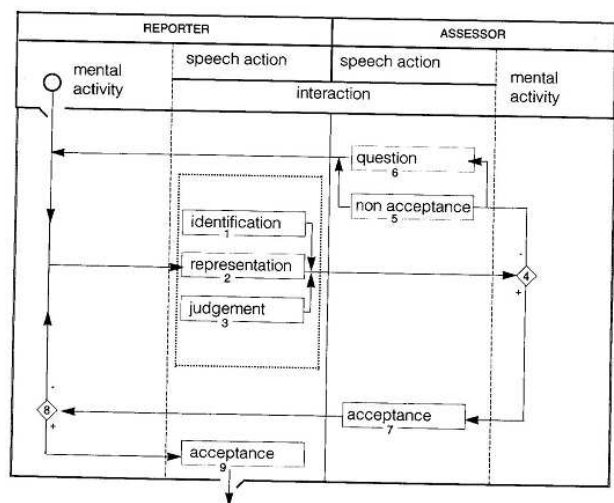 REPORTER
ASSESSOR
mental
activity
speech action
speech action
mental
activity
interaction
question
6
non acceptance
5
identification
1
representation
2
judgement
3
-
4
+
-
8
+
acceptance
7
acceptance
9